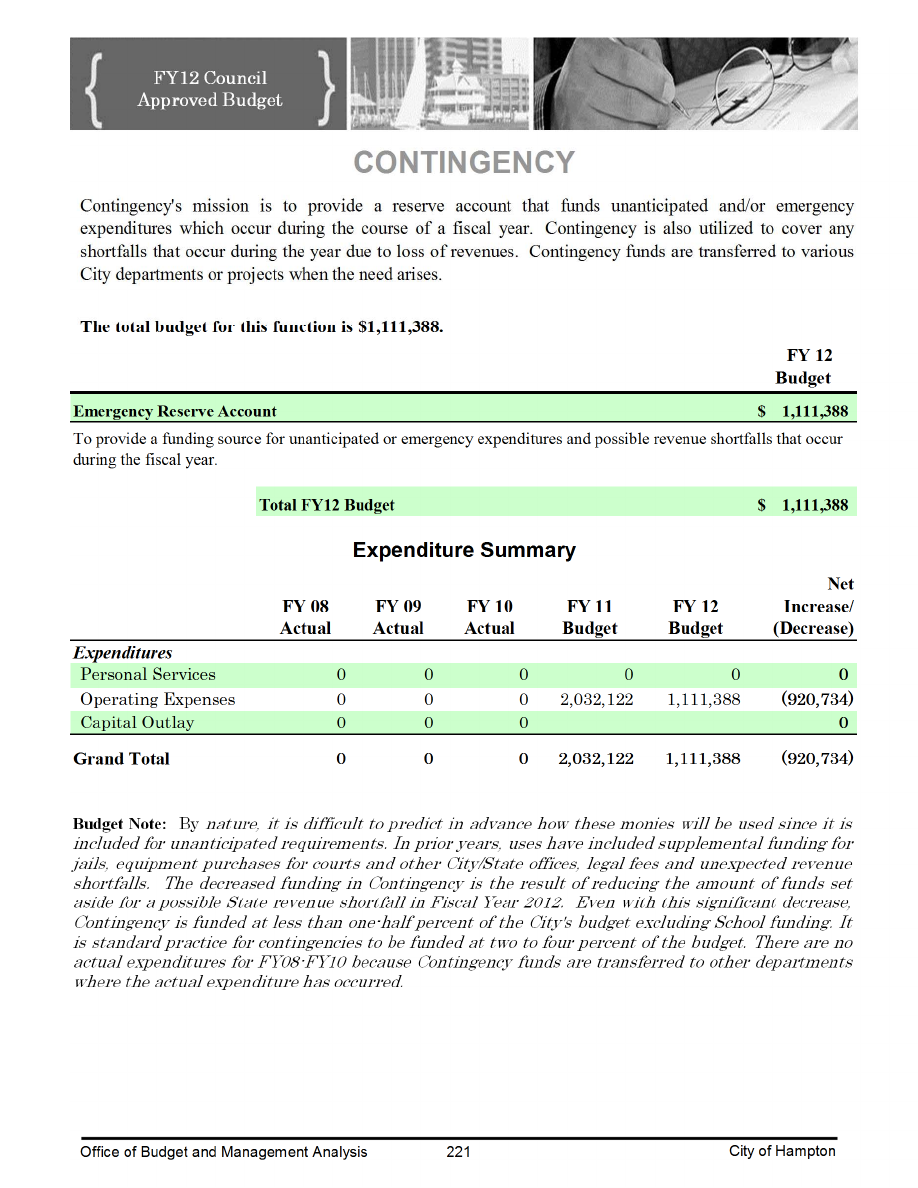 FY12 Council
Approved Budget
CONTINGENCY
Contingency's mission is to provide a reserve account that funds unanticipated and/or emergency
expenditures which occur during the course of a fiscal year. Contingency is also utilized to cover any
shortfalls that occur during the year due to loss of revenues. Contingency funds are transferred to various
City departments or projects when the need arises.
The total budget for this function is $1,111,388.
FY 12
Budget
Emergency Reserve Account $ 1,111,388
To provide a funding source for unanticipated or emergency expenditures and possible revenue shortfalls that occur
during the fiscal year.
Total FY12 Budget $ 1,111,388
Expenditure Summary
Net
FY 08 FY 09 FY 10 FY 11 FY 12 Increase/
Actual Actual Actual Budget Budget (Decrease)
Expenditures
Personal Services 0 0 0 0 0 0
Operating Expenses 0 0 0 2,032,122 1,111,388 (920,734)
Capital Outlay 0 0 0 0
Grand Total 0 0 0 2,032,122 1,111,388 (920,734)
Budget Note: By nature, it is difficult to predict in advance how these monies will be used since it is
included for unanticipated requirements. In prior years, uses have included supplemental funding for
jails, equipment purchases for courts and other City/State offices, legal fees and unexpected revenue
shortfalls. The decreased funding in Contingency is the result of reducing the amount of funds set
aside for a possible State revenue shortfall in Fiscal Year 2012. Even with this significant decrease,
Contingency is funded at less than one-half percent of the City's budget excluding School funding. It
is standard practice for contingencies to be funded at two to four percent of the budget. There are no
actual expenditures for FY08-FY10 because Contingency funds are transferred to other departments
where the actual expenditure has occurred.
Office of Budget and Management Analysis 221 City of Hampton